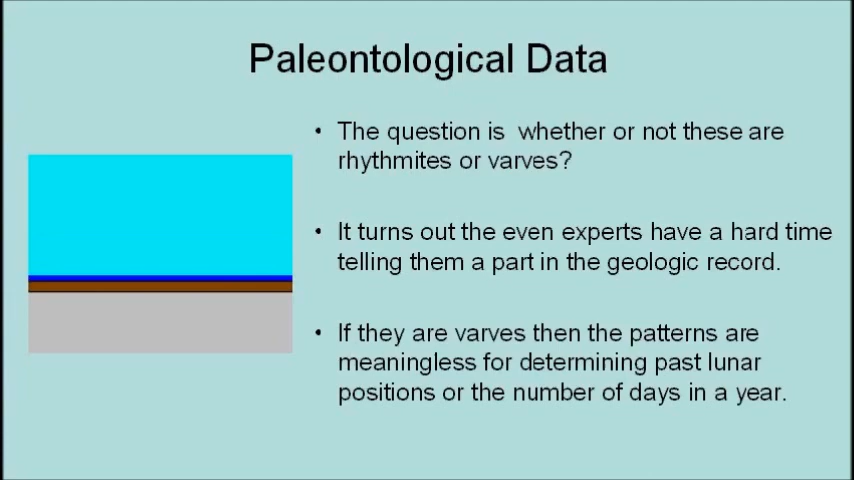 Paleontological Data
• The question is whether or not these are
rhythmites or varves?
• It turns out the even experts have a hard time
telling them a part in the geologic record.
• If they are varves then the patterns are
meaningless for determining past lunar
positions or the number of days in a year.